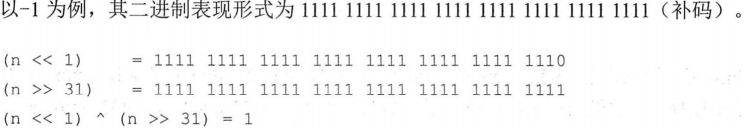 以-1 为例，其二进制表现形式为 1111 1111 1111 1111 1111 1111 1111 1111（补码）。
(n << 1) = 1111 1111 1111 1111 1111 1111 1111 1110
(n >> 31) = 1111 1111 1111 1111 1111 1111 1111 1111
(n << 1) ^ (n >> 31) = 1